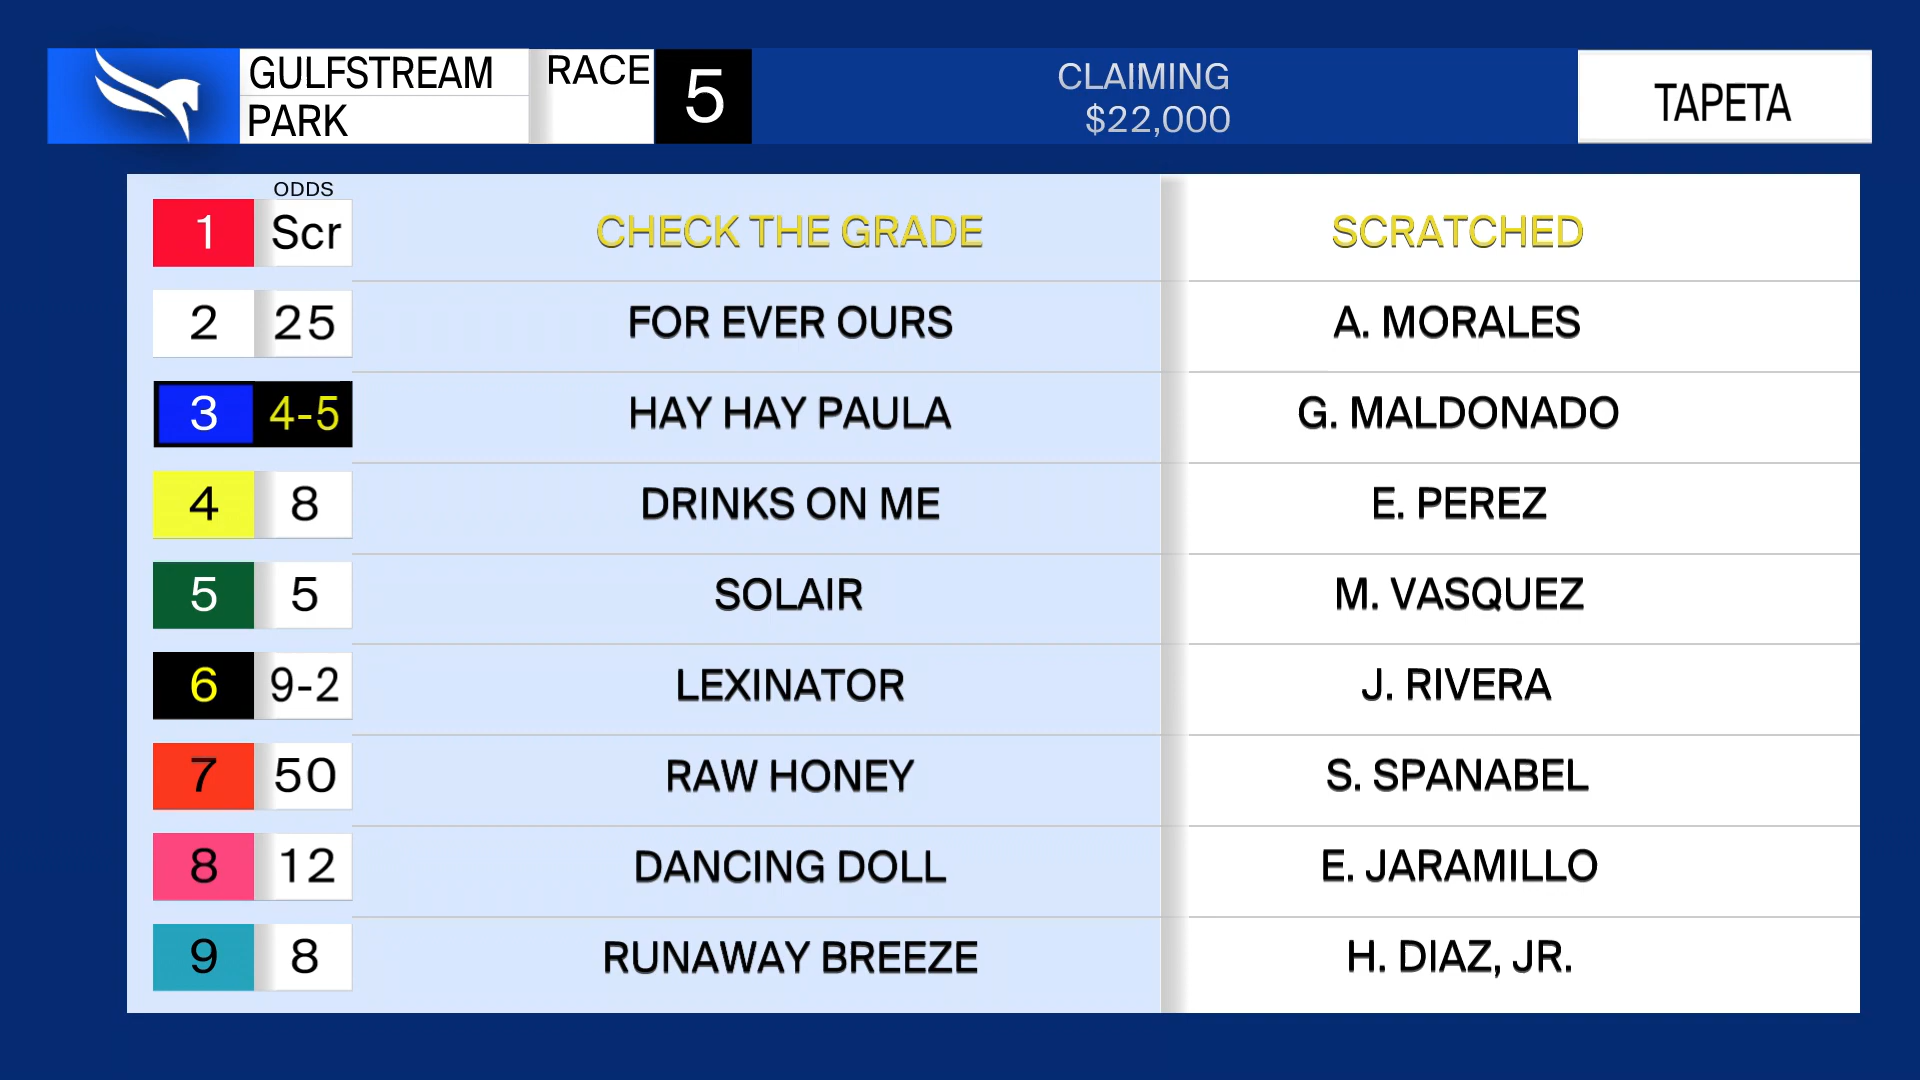 GULFSTREAM
PARK
RACE
5
CLAIMING
$22,000
TAPETA
ODDS
1 Scr CHECK THE GRADE SCRATCHED
2 25 FOR EVER OURS A. MORALES
3 4-5 HAY HAY PAULA G. MALDONADO
4 8 DRINKS ON ME E. PEREZ
5 5 SOLAIR M. VASQUEZ
6 9-2 LEXINATOR J. RIVERA
7 50 RAW HONEY S. SPANABEL
8 12 DANCING DOLL E. JARAMILLO
9 8 RUNAWAY BREEZE H. DIAZ, JR.